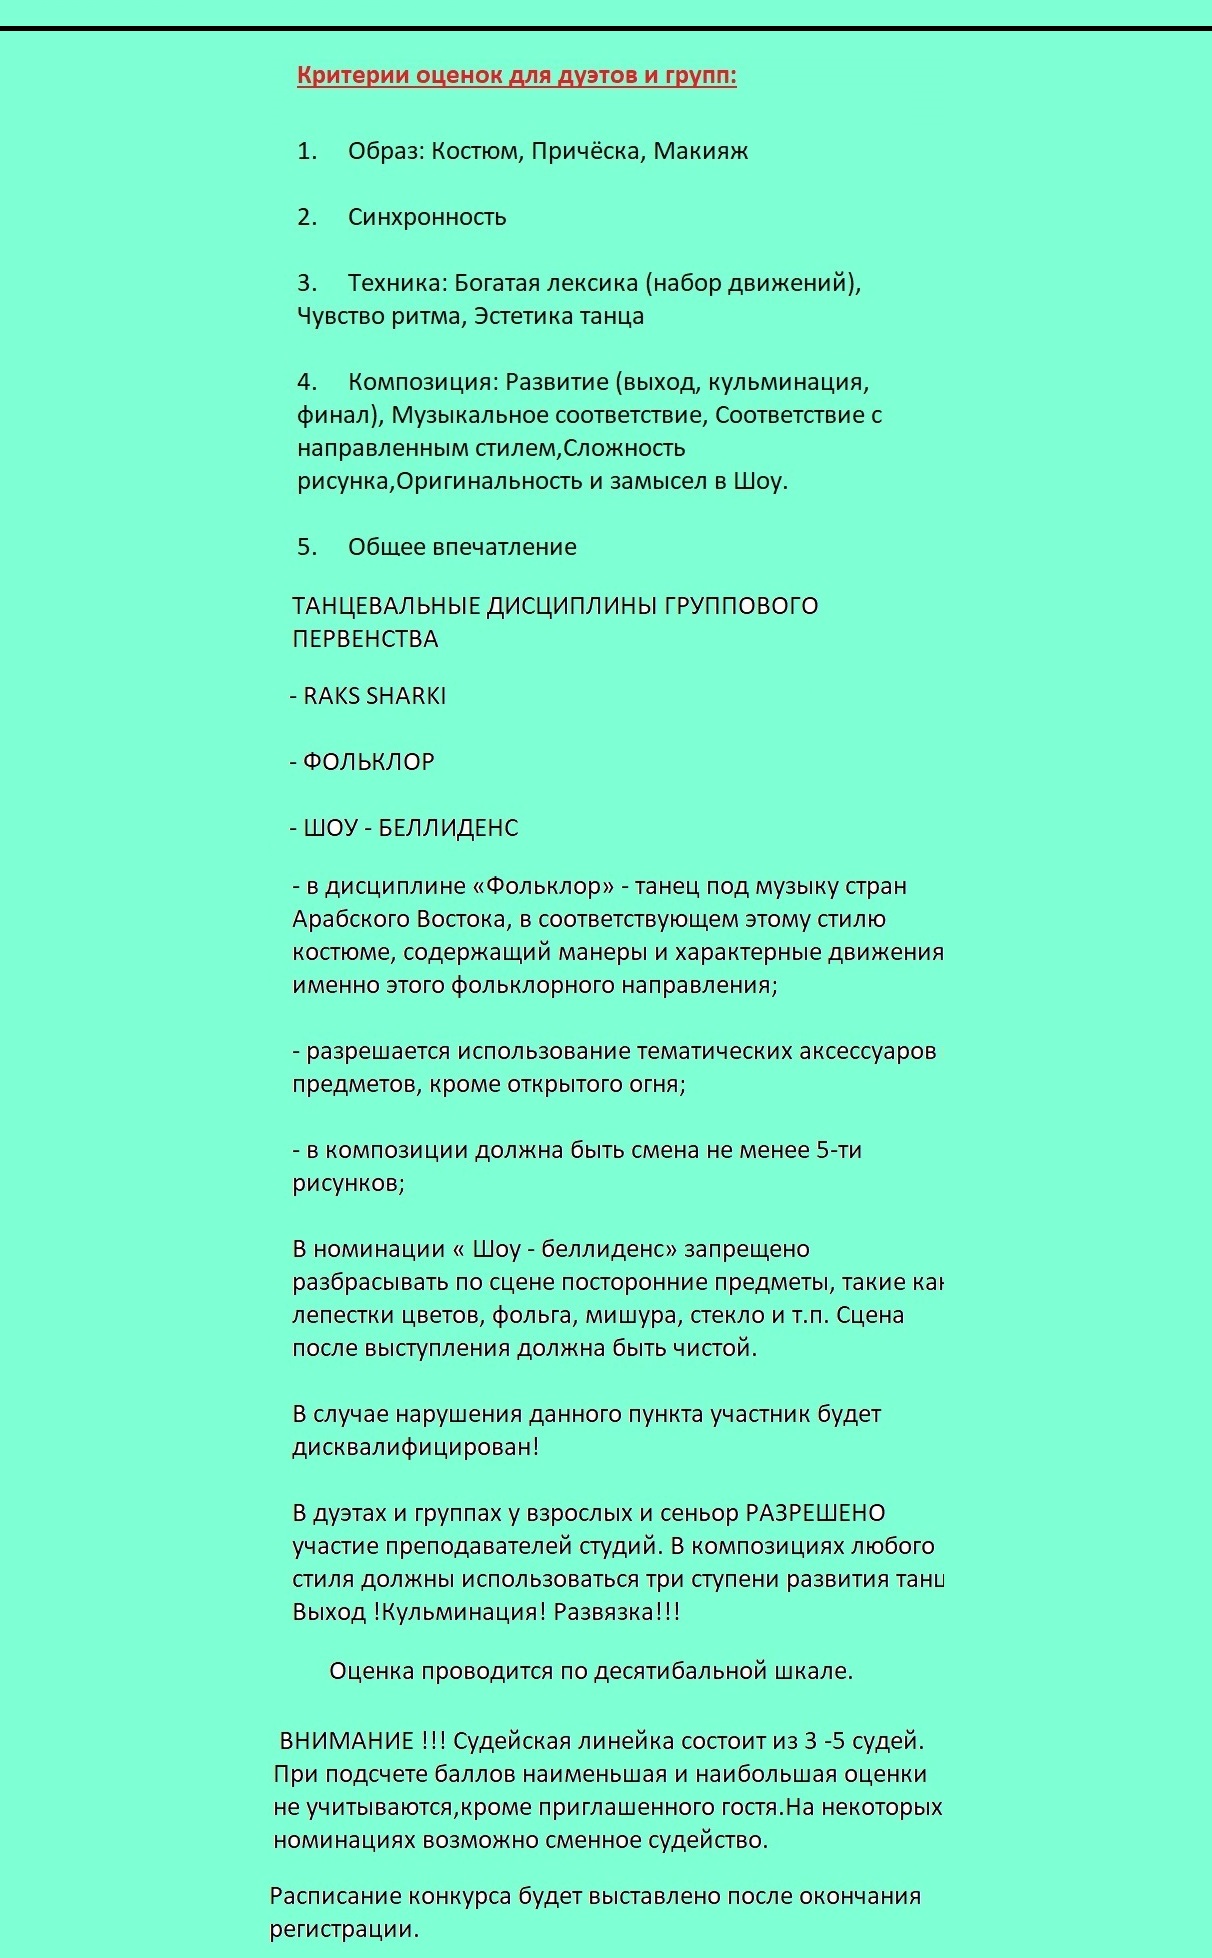 Критерии оценок для дуэтов и групп:
1. Образ: Костюм, Причёска, Макияж
2. Синхронность
3. Техника: Богатая лексика (набор движений),
Чувство ритма, Эстетика танца
4. Композиция: Развитие (выход, кульминация,
финал), Музыкальное соответствие, Соответствие с
направленным стилем,Сложность
рисунка,Оригинальность и замысел в Шоу.
5. Общее впечатление
ТАНЦЕВАЛЬНЫЕ ДИСЦИПЛИНЫ ГРУППОВОГО
ПЕРВЕНСТВА
- RAKS SHARKI
- ФОЛЬКЛОР
- ШОУ - БЕЛЛИДЕНС
- в дисциплине «Фольклор» - танец под музыку стран
Арабского Востока, в соответствующем этому стилю
костюме, содержащий манеры и характерные движения
именно этого фольклорного направления;
- разрешается использование тематических аксессуаров
предметов, кроме открытого огня;
- в композиции должна быть смена не менее 5-ти
рисунков;
В номинации « Шоу - беллиденс» запрещено
разбрасывать по сцене посторонние предметы, такие как
лепестки цветов, фольга, мишура, стекло и т.п. Сцена
после выступления должна быть чистой.
В случае нарушения данного пункта участник будет
дисквалифицирован!
В дуэтах и группах у взрослых и сеньор РАЗРЕШЕНО
участие преподавателей студий. В композициях любого
стиля должны использоваться три ступени развития
Выход !Кульминация! Развязка!!!
Оценка проводится по десятибальной шкале.
ВНИМАНИЕ !!! Судейская линейка состоит из 3 -5 судей.
При подсчете баллов наименьшая и наибольшая оценки
не учитываются,кроме приглашенного гостя.На некоторых
номинациях возможно сменное судейство.
Расписание конкурса будет выставлено после окончания
регистрации.